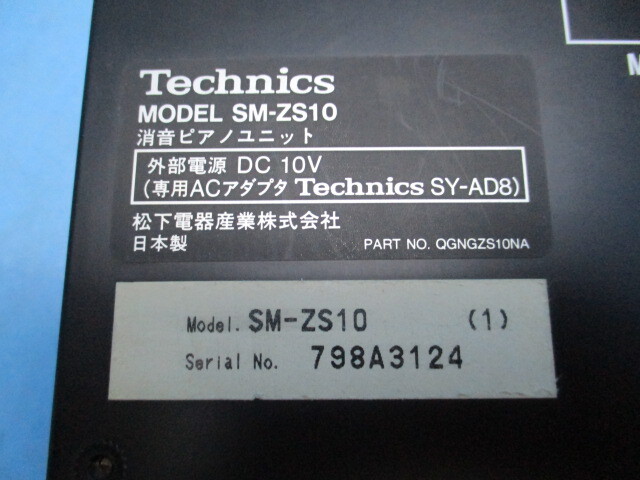 Technics
MODEL SM-ZS10
消音ピアノユニット
外部電源 DC 10V
(専用ACアダプタ Technics SY-AD8)
松下電器産業株式会社
日本製
PART NO. QGNGZS10NA
Model. SM-ZS10 (1)
Serial No. 798A3124
M